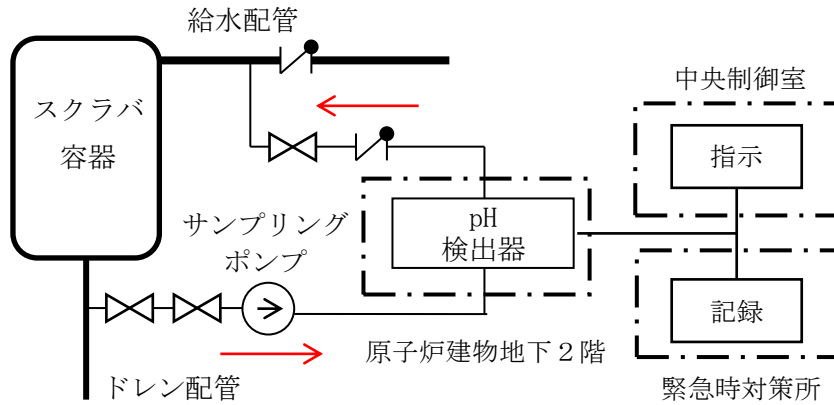 給水配管
スクラバ
容器
中央制御室
指示
pH
検出器
サンプリング
ポンプ
記録
原子炉建物地下２階
ドレン配管
緊急時対策所